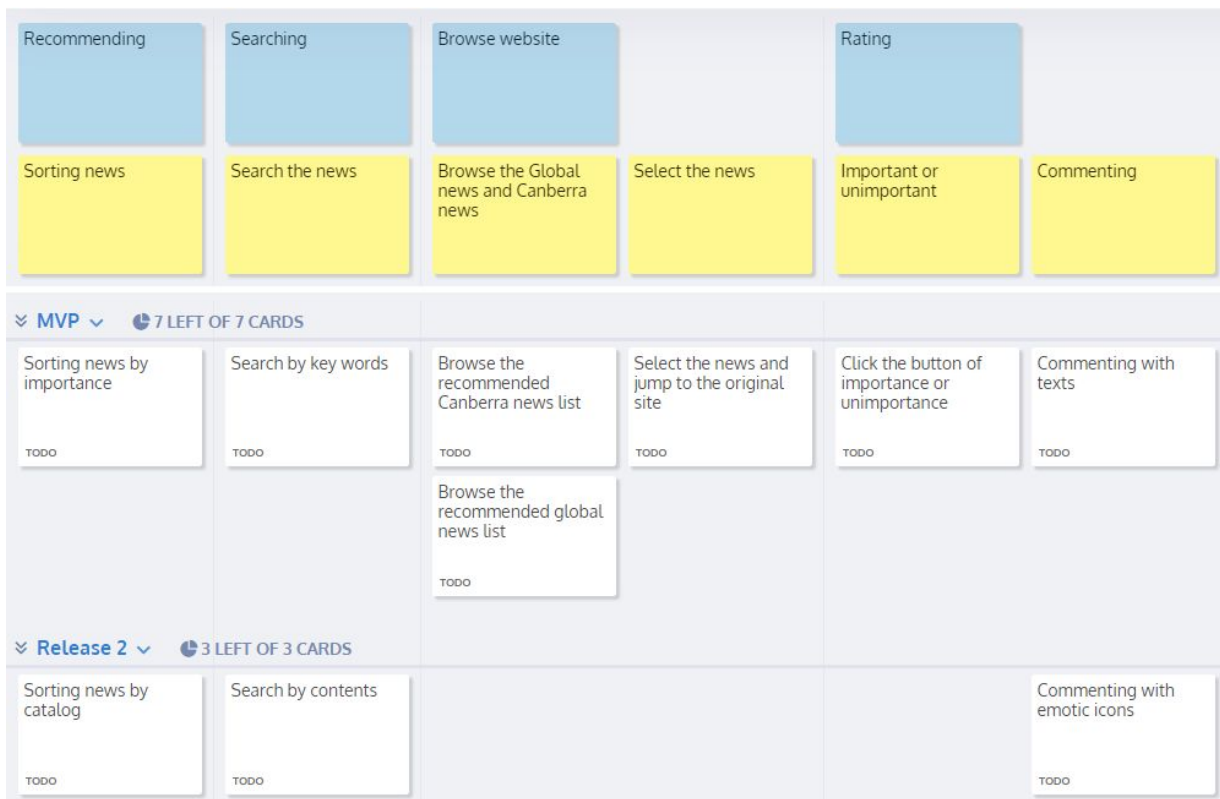 Recommending
Searching
Browse website
Rating
Sorting news
Search the news
Browse the Global
news and Canberra
news
Select the news
Important or
unimportant
Commenting
MVP
7 LEFT OF 7 CARDS
Sorting news by
importance
TODO
Search by key words
TODO
Browse the
recommended
Canberra news list
TODO
Select the news and
jump to the original
site
TODO
Click the button of
importance or
unimportance
TODO
Commenting with
texts
TODO
Browse the
recommended global
news list
TODO
Release 2
3 LEFT OF 3 CARDS
Sorting news by
catalog
TODO
Search by contents
TODO
Commenting with
emotic icons
TODO